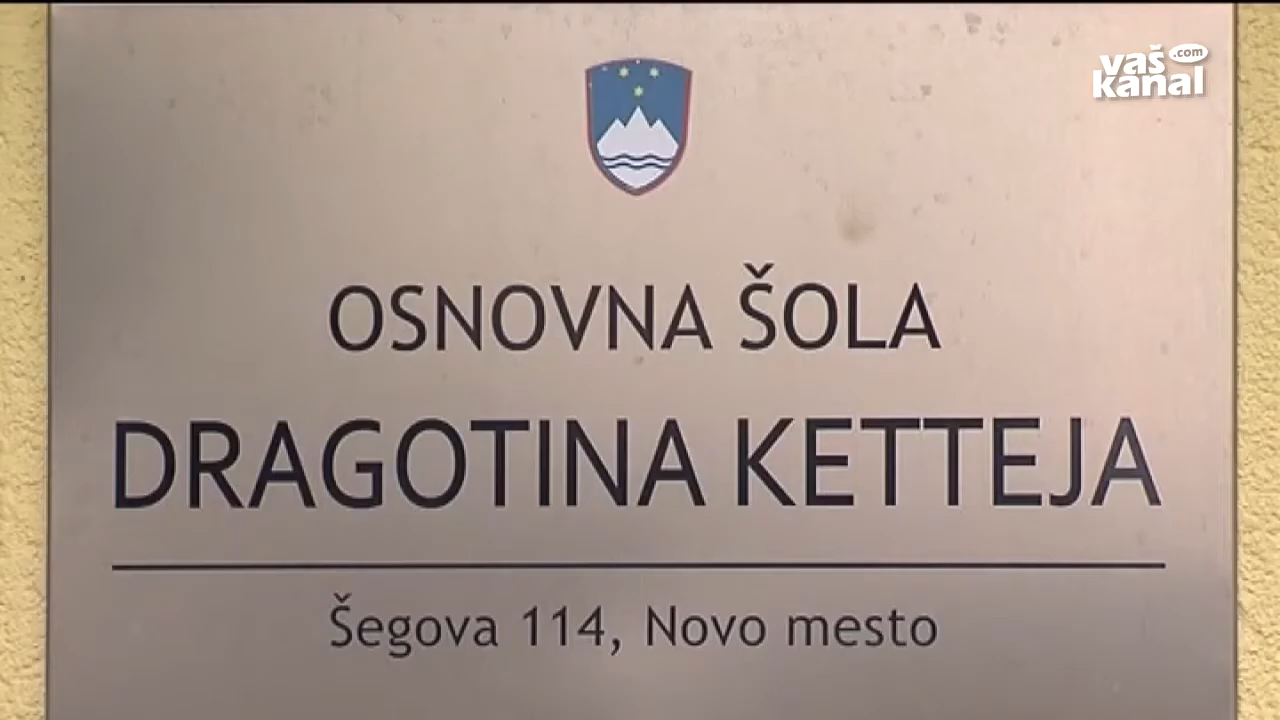 vaš.com
kanal
OSNOVNA ŠOLA
DRAGOTINA KETTEJA
Šegova 114, Novo mesto